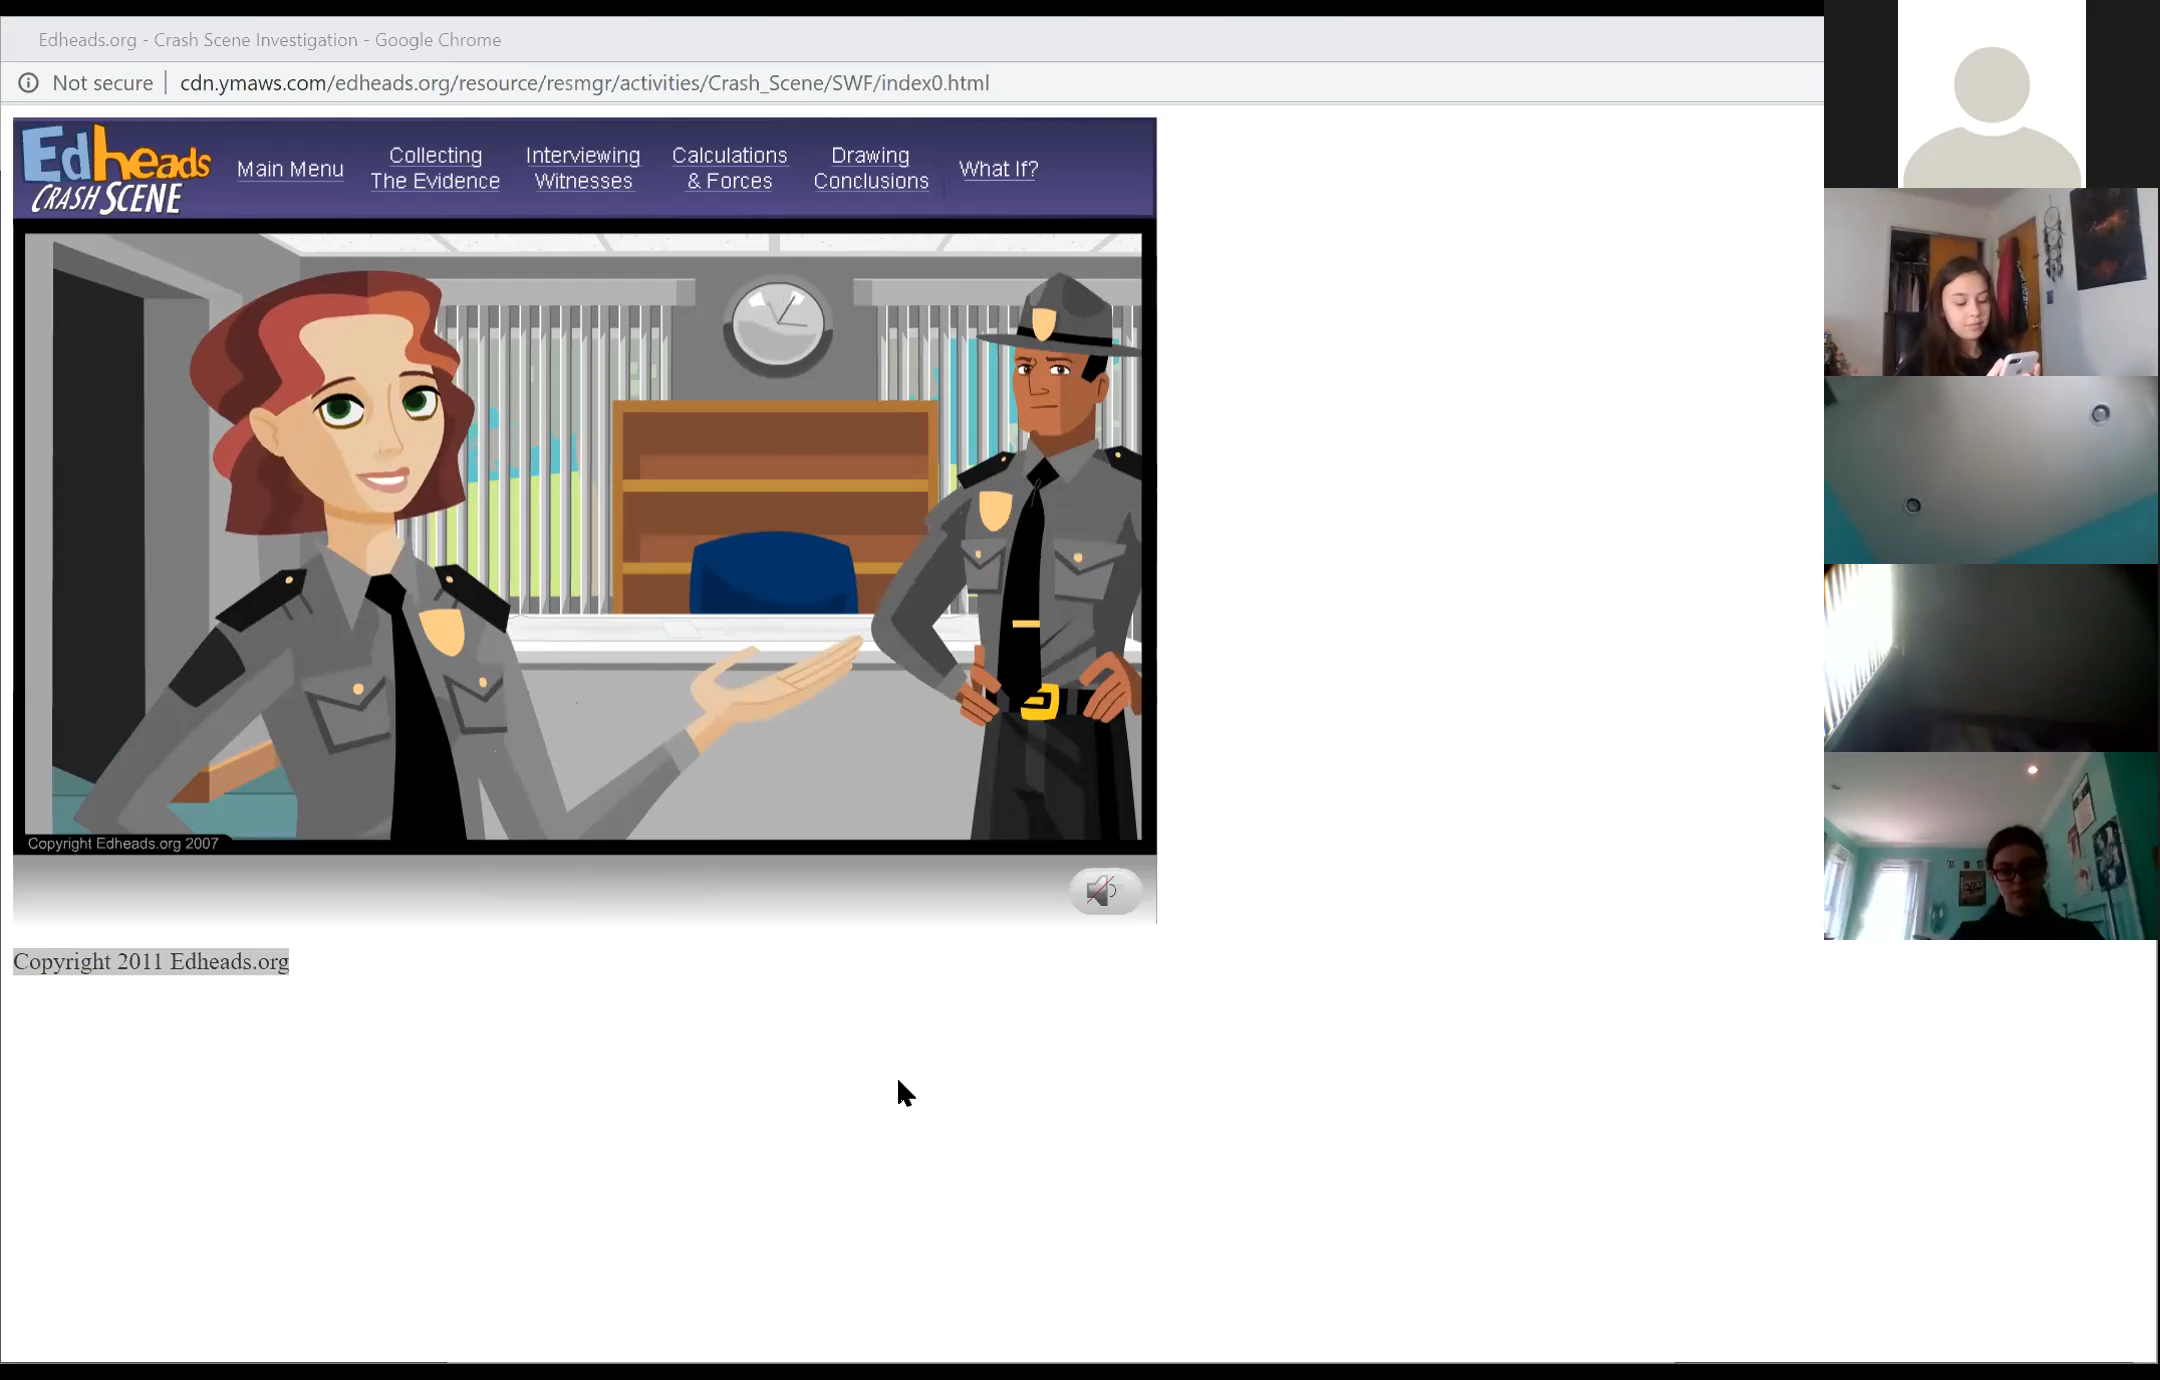 Edheads.org - Crash Scene Investigation - Google Chrome
Not secure | cdn.ymaws.com/edheads.org/resource/resmgr/activities/Crash_Scene/SWF/index0.html
Edheads
CRASH SCENE
Main Menu
Collecting
The Evidence
Interviewing
Witnesses
Calculations
& Forces
Drawing
Conclusions
What If?
Copyright Edheads.org 2007
Copyright 2011 Edheads.org